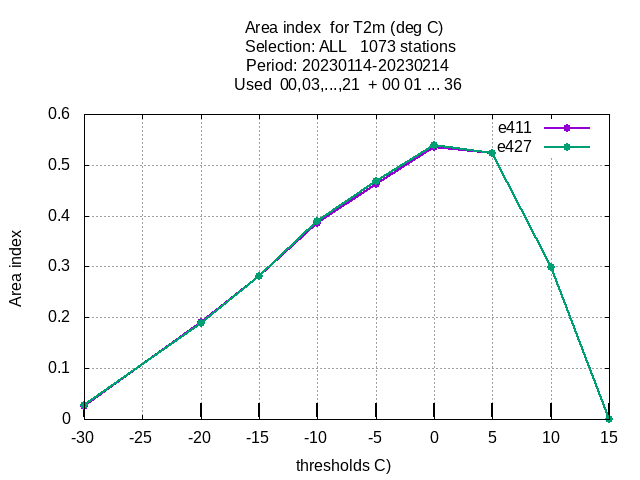 Area index  for T2m (deg C)
Selection: ALL   1073 stations
Period: 20230114-20230214
Used  00,03,...,21  + 00 01 ... 36
e411
e427
0.6
0.5
0.4
0.3
0.2
0.1
0
Area index
-30 -25 -20 -15 -10 -5 0 5 10 15
thresholds C)